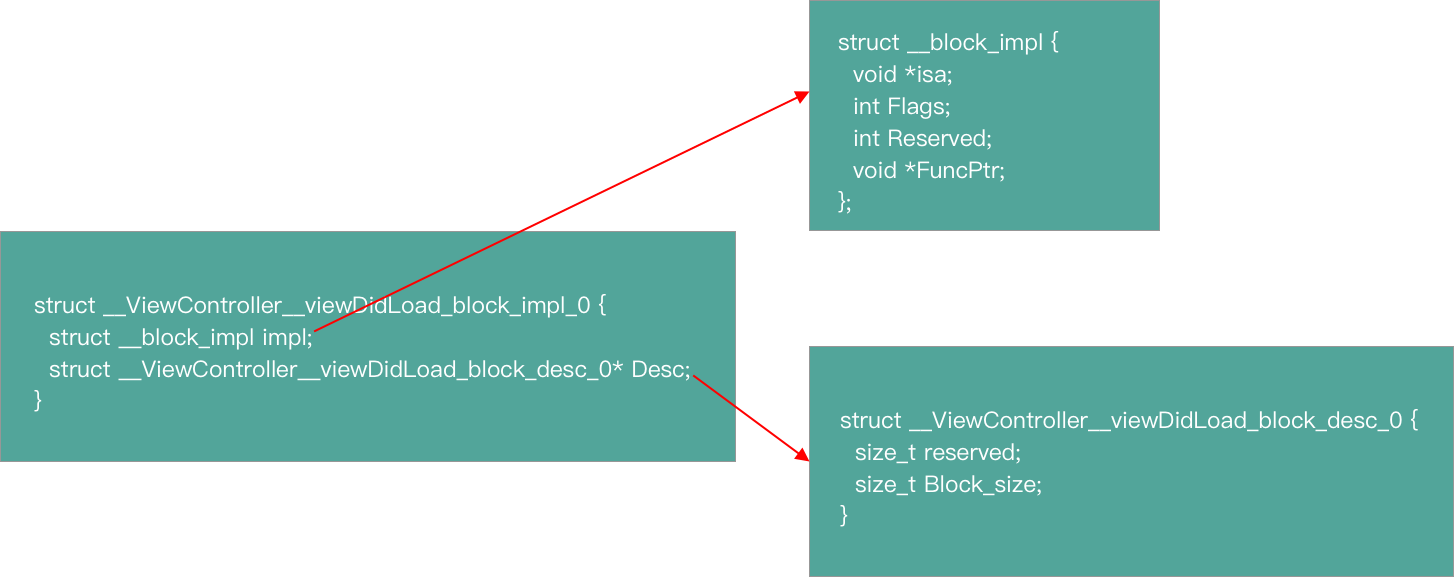 struct __block_impl {
void *isa;
int Flags;
int Reserved;
void *FuncPtr;
};
struct __ViewController__viewDidLoad_block_impl_0 {
struct __block_impl impl;
struct __ViewController__viewDidLoad_block_desc_0* Desc;
}
struct __ViewController__viewDidLoad_block_desc_0 {
size_t reserved;
size_t Block_size;
}